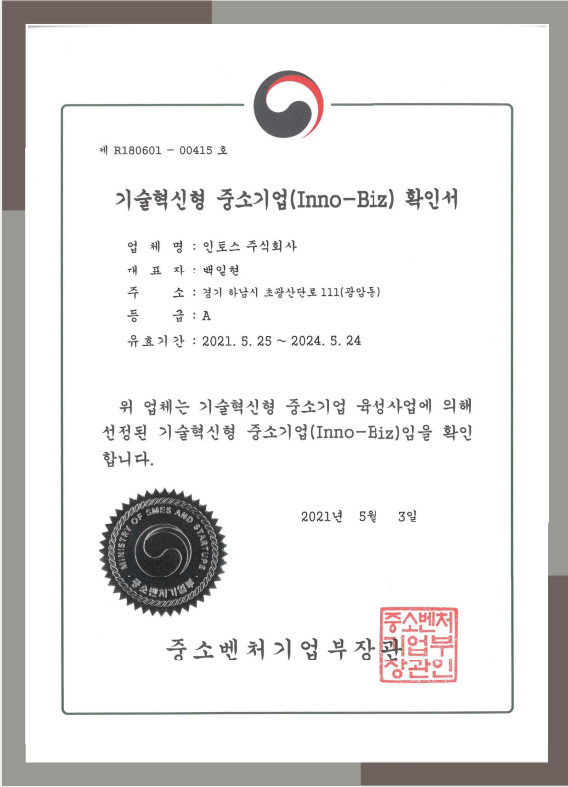 제 R180601 - 00415 호
기술혁신형 중소기업(Inno-Biz) 확인서
업 체 명 : 인토스 주식회사
대 표 자 : 백일현
주 소 : 경기 하남시 초광산단로 111(광암동)
등 급 : A
유효기간 : 2021. 5. 25 ~ 2024. 5. 24
위 업체는 기술혁신형 중소기업 육성사업에 의해
선정된 기술혁신형 중소기업(Inno-Biz)임을 확인
합니다.
2021년 5월 3일
MINISTRY OF SMES AND STARTUPS
중소벤처기업부
중소벤처기업부장관
중소벤처
기업부
장관인